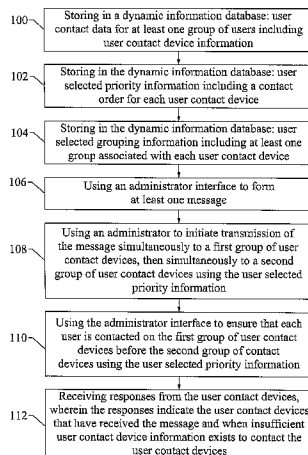 100
Storing in a dynamic information database: user
contact data for at least one group of users including
user contact device information
102
Storing in the dynamic information database: user
selected priority information including a contact
order for each user contact device
104
Storing in the dynamic information database: user
selected grouping information including at least one
group associated with each user contact device
106
Using an administrator interface to form
at least one message
108
Using an administrator to initiate transmission of
the message simultaneously to a first group of user
contact devices, then simultaneously to a second
group of user contact devices using the user selected
priority information
110
Using the administrator interface to ensure that each
user is contacted on the first group of user contact
devices before the second group of contact
devices using the user selected priority information
112
Receiving responses from the user contact devices,
wherein the responses indicate the user contact devices
that have received the message and when insufficient
user contact device information exists to contact the
user contact devices